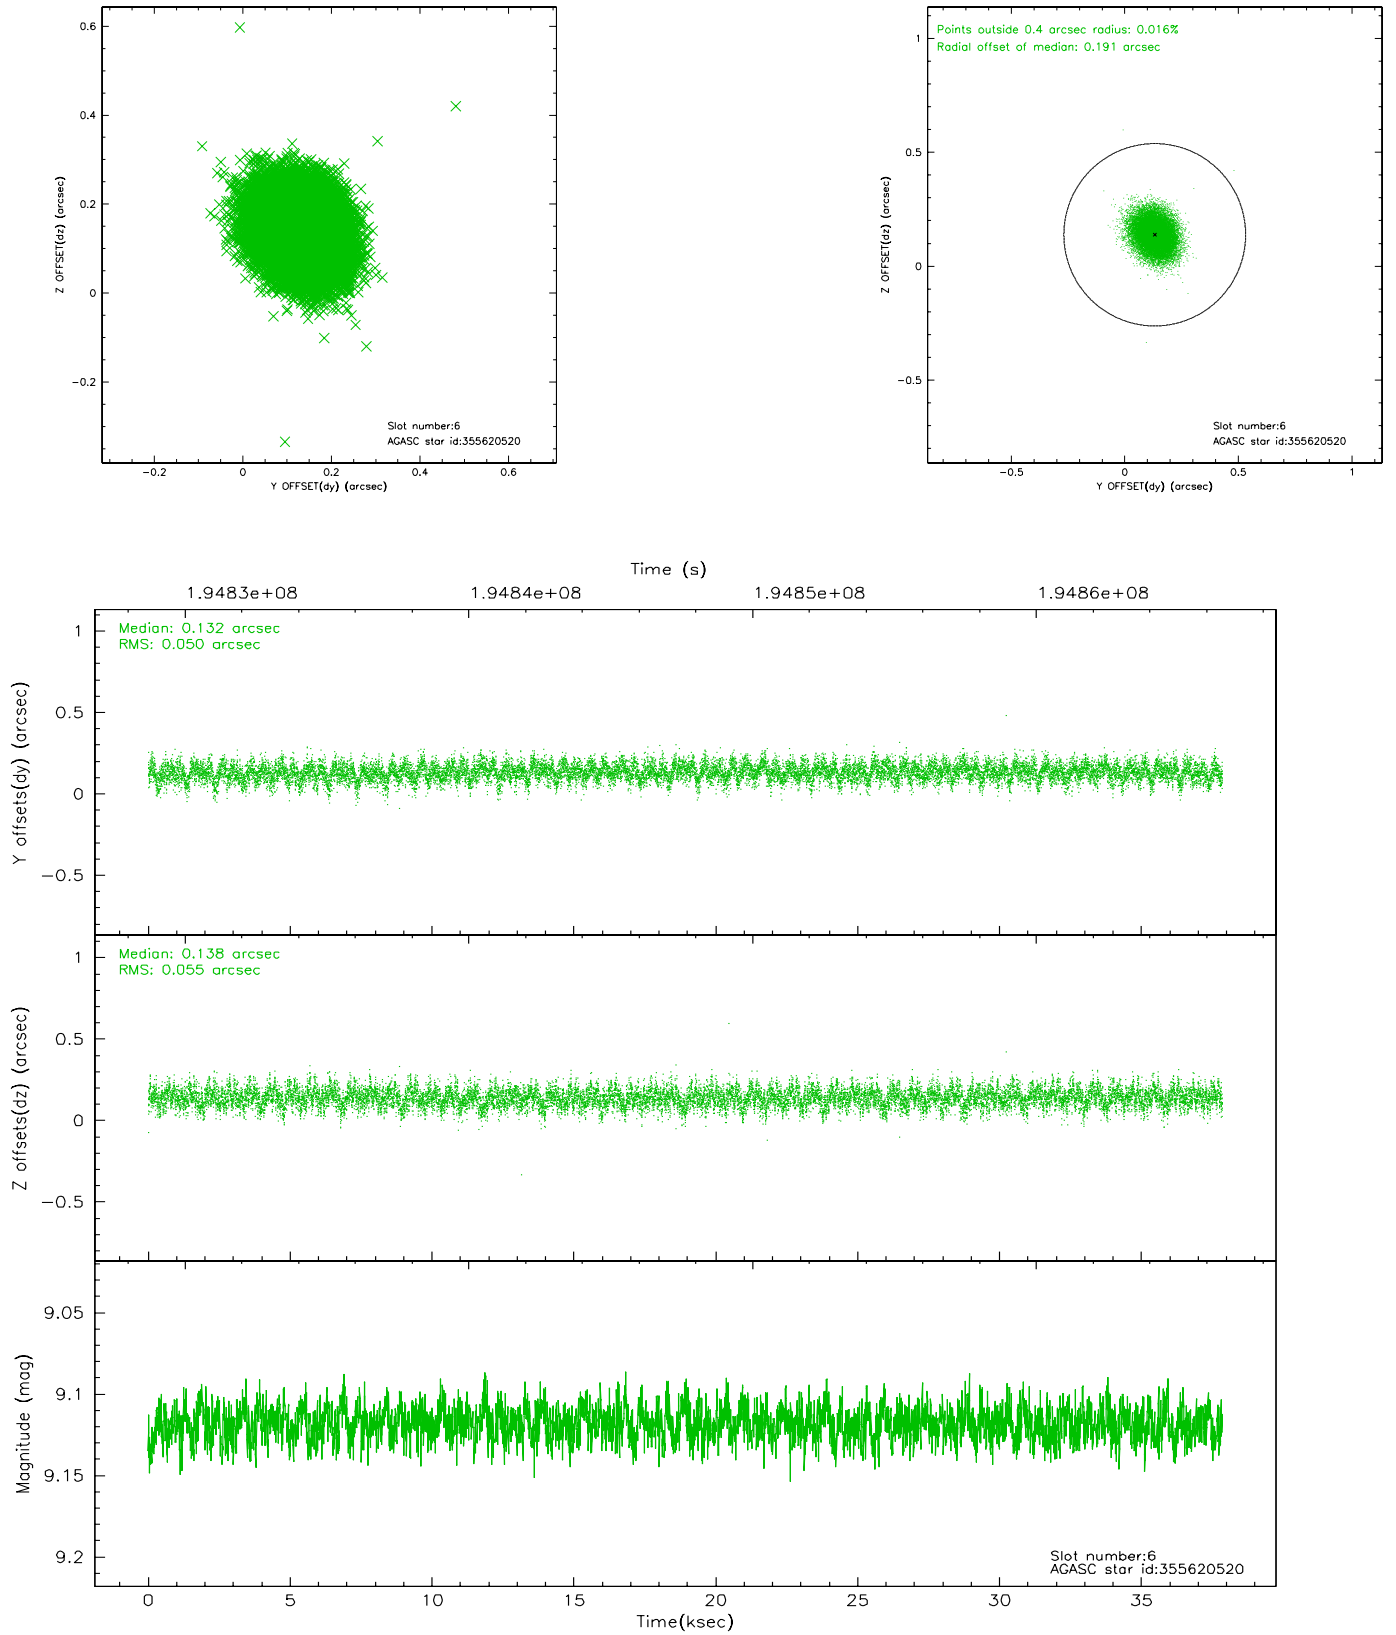 0.6
0.4
0.2
0
−0.2
Z OFFSET(dz) (arcsec)
−0.2 0 0.2 0.4 0.6
Y OFFSET(dy) (arcsec)
Slot number:6
AGASC star id:355620520
Points outside 0.4 arcsec radius: 0.016%
Radial offset of median: 0.191 arcsec
1
0.5
0
−0.5
Z OFFSET(dz) (arcsec)
−0.5 0 0.5 1
Y OFFSET(dy) (arcsec)
Slot number:6
AGASC star id:355620520
Time (s)
1.9483e+08 1.9484e+08 1.9485e+08 1.9486e+08
Median: 0.132 arcsec
RMS: 0.050 arcsec
1
0.5
0
−0.5
Y offsets(dy) (arcsec)
Median: 0.138 arcsec
RMS: 0.055 arcsec
1
0.5
0
−0.5
Z offsets(dz) (arcsec)
9.05
9.1
9.15
9.2
Magnitude (mag)
Slot number:6
AGASC star id:355620520
0 5 10 15 20 25 30 35
Time(ksec)